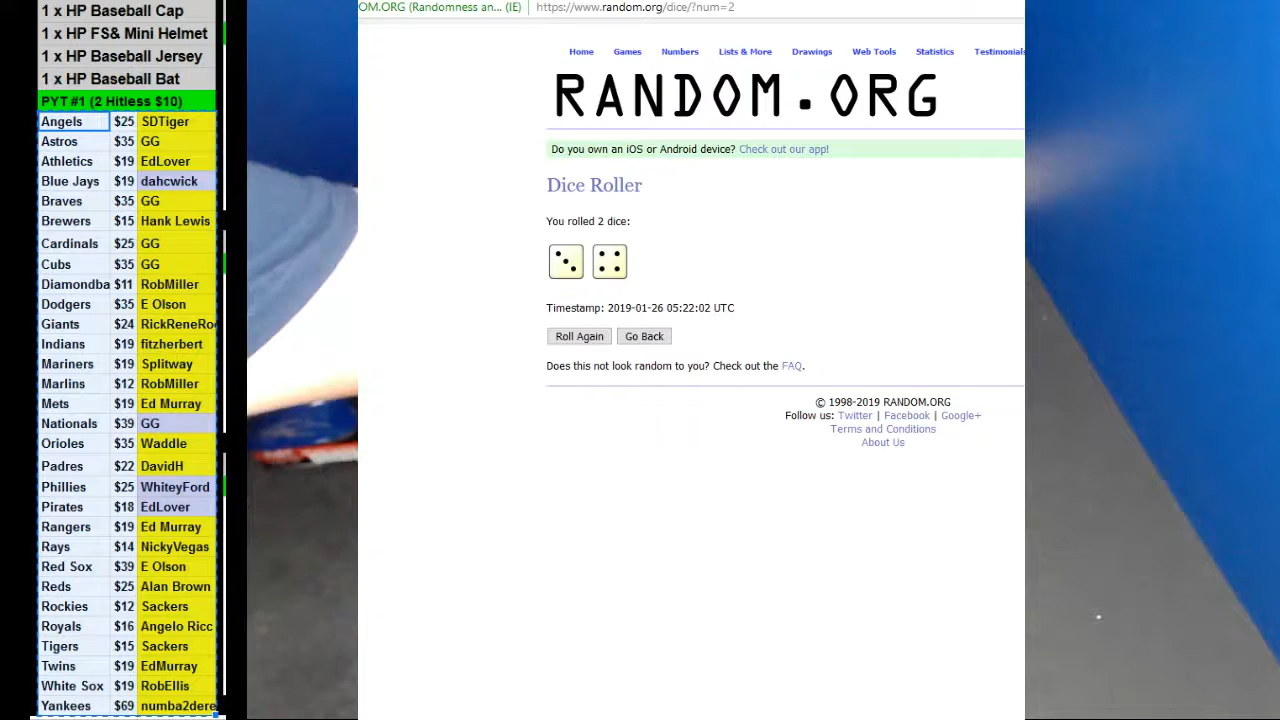 1 x HP Baseball Cap
1 x HP FS& Mini Helmet
1 x HP Baseball Jersey
1 x HP Baseball Bat
PYT #1 (2 Hitless $10)
Angels $25 SDTiger
Astros $35 GG
Athletics $19 EdLover
Blue Jays $19 dahcwick
Braves $35 GG
Brewers $15 Hank Lewis
Cardinals $25 GG
Cubs $35 GG
Diamondba $11 RobMiller
Dodgers $35 E Olson
Giants $24 RickReneRo
Indians $19 fitzherbert
Mariners $19 Splitway
Marlins $12 RobMiller
Mets $19 Ed Murray
Nationals $39 GG
Orioles $35 Waddle
Padres $22 DavidH
Phillies $25 WhiteyFord
Pirates $18 EdLover
Rangers $19 Ed Murray
Rays $14 NickyVegas
Red Sox $39 E Olson
Reds $25 Alan Brown
Rockies $12 Sackers
Royals $16 Angelo Ricc
Tigers $15 Sackers
Twins $19 EdMurray
White Sox $19 RobEllis
Yankees $69 numba2dere
OM.ORG (Randomness an... (IE) https://www.random.org/dice/?num=2
Home Games Numbers Lists & More Drawings Web Tools Statistics Testimonials
RANDOM.ORG
Do you own an iOS or Android device? Check out our app!
Dice Roller
You rolled 2 dice:
Timestamp: 2019-01-26 05:22:02 UTC
Roll Again Go Back
Does this not look random to you? Check out the FAQ.
© 1998-2019 RANDOM.ORG
Follow us: Twitter | Facebook | Google+
Terms and Conditions
About Us